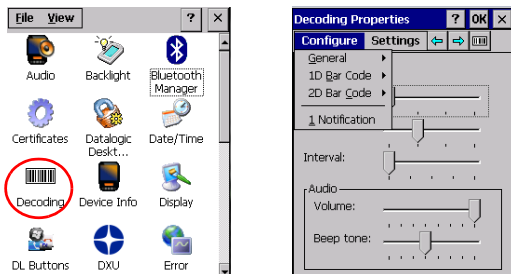 File View ? ×
Audio Backlight Bluetooth Manager
Certificates Datalogic Deskt... Date/Time
Decoding Device Info Display
DL Buttons DXU Error
Decoding Properties ? OK ×
Configure Settings
General
1D Bar Code
2D Bar Code
1 Notification
Interval:
Audio
Volume:
Beep tone: